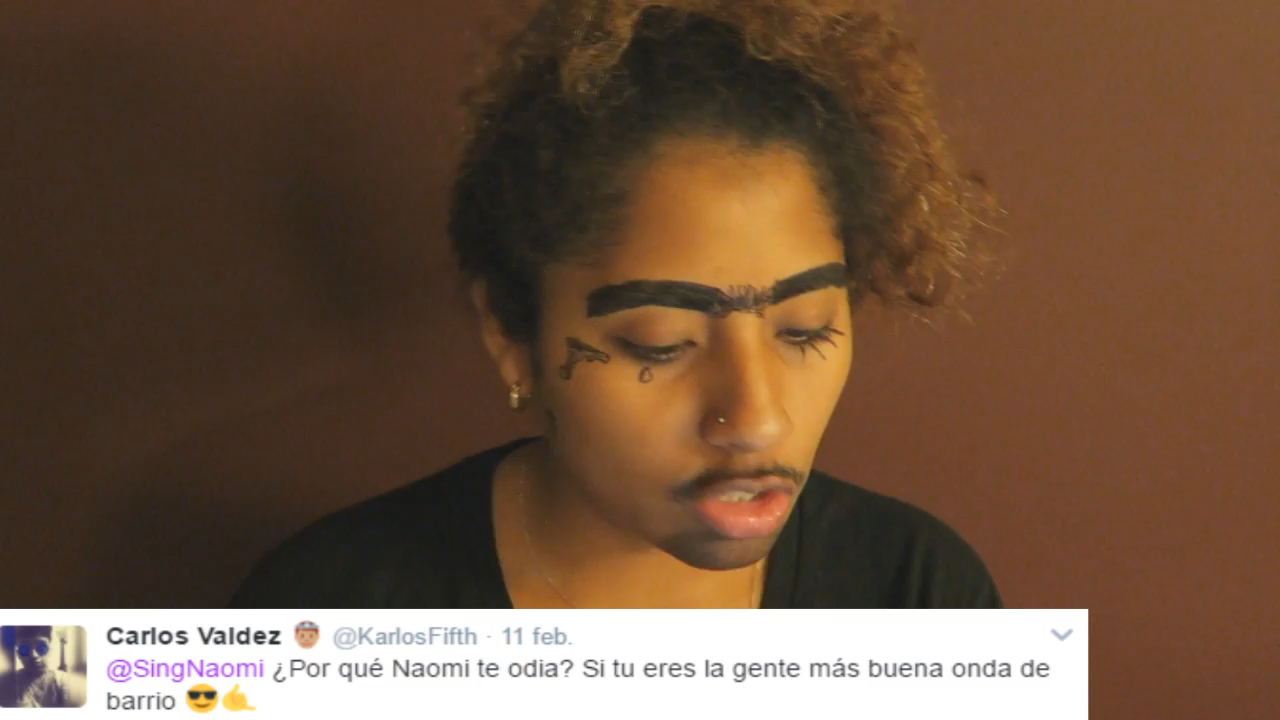 Carlos Valdez @KarlosFifth · 11 feb.
@SingNaomi ¿Por qué Naomi te odia? Si tu eres la gente más buena onda de
barrio 😎🤙